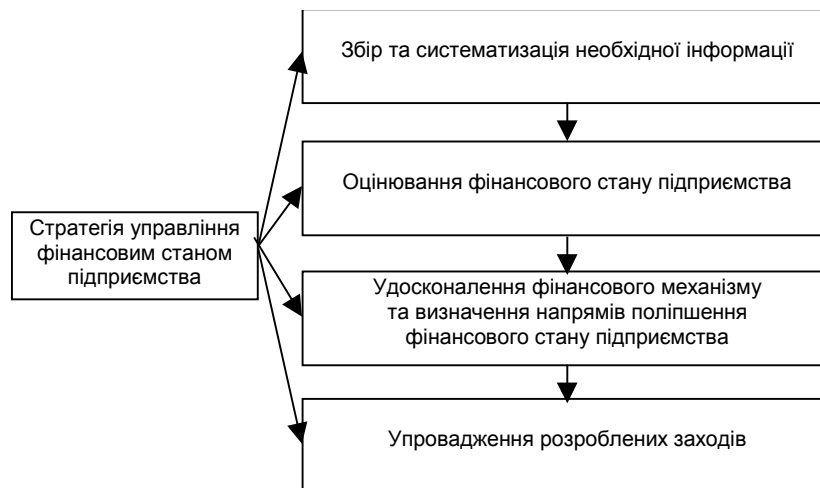 Збір та систематизація необхідної інформації
Оцінювання фінансового стану підприємства
Стратегія управління
фінансовим станом
підприємства
Удосконалення фінансового механізму
та визначення напрямів поліпшення
фінансового стану підприємства
Упровадження розроблених заходів